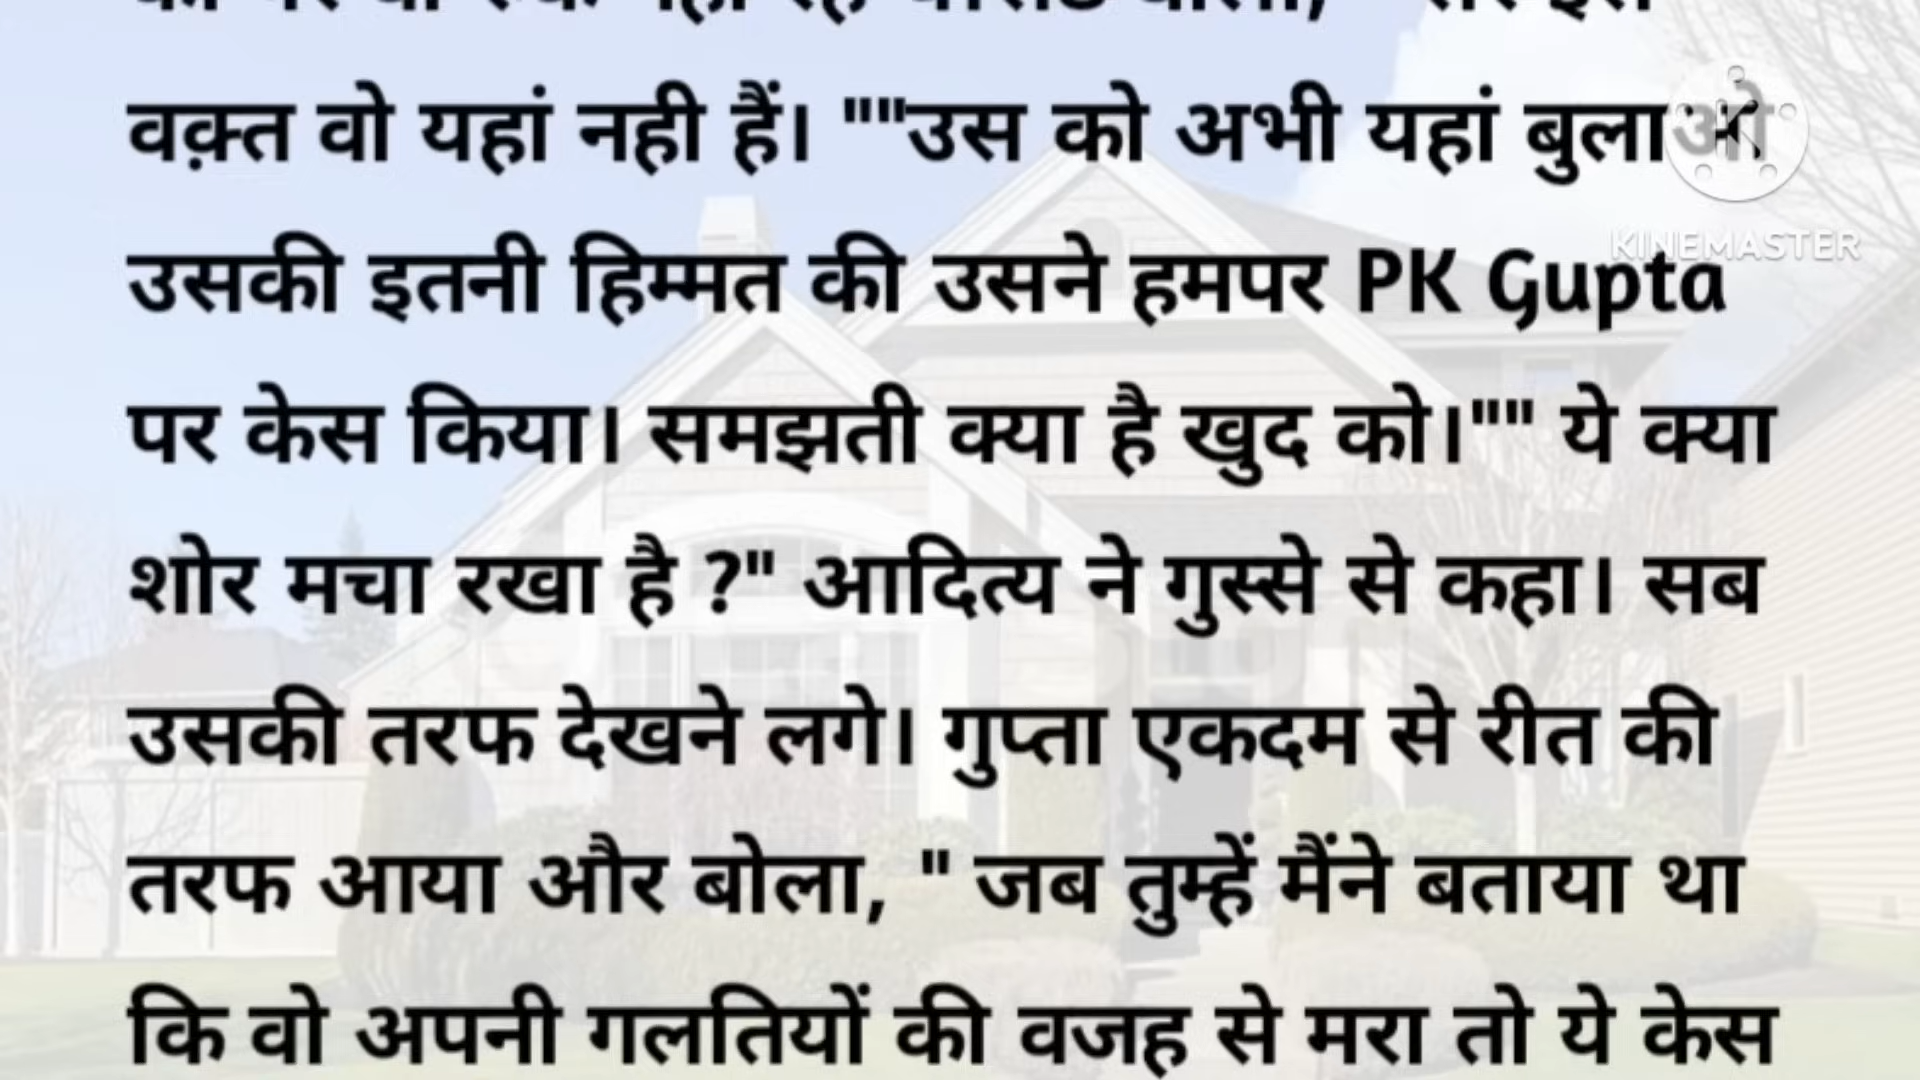 वक़्त वो यहां नही हैं। ""उस को अभी यहां बुलाओ
KINEMASTER
उसकी इतनी हिम्मत की उसने हमपर PK Gupta
पर केस किया। समझती क्या है खुद को।"" ये क्या
शोर मचा रखा है ?" आदित्य ने गुस्से से कहा। सब
उसकी तरफ देखने लगे। गुप्ता एकदम से रीत की
तरफ आया और बोला, " जब तुम्हें मैंने बताया था
कि वो अपनी गलतियों की वजह से मरा तो ये केस